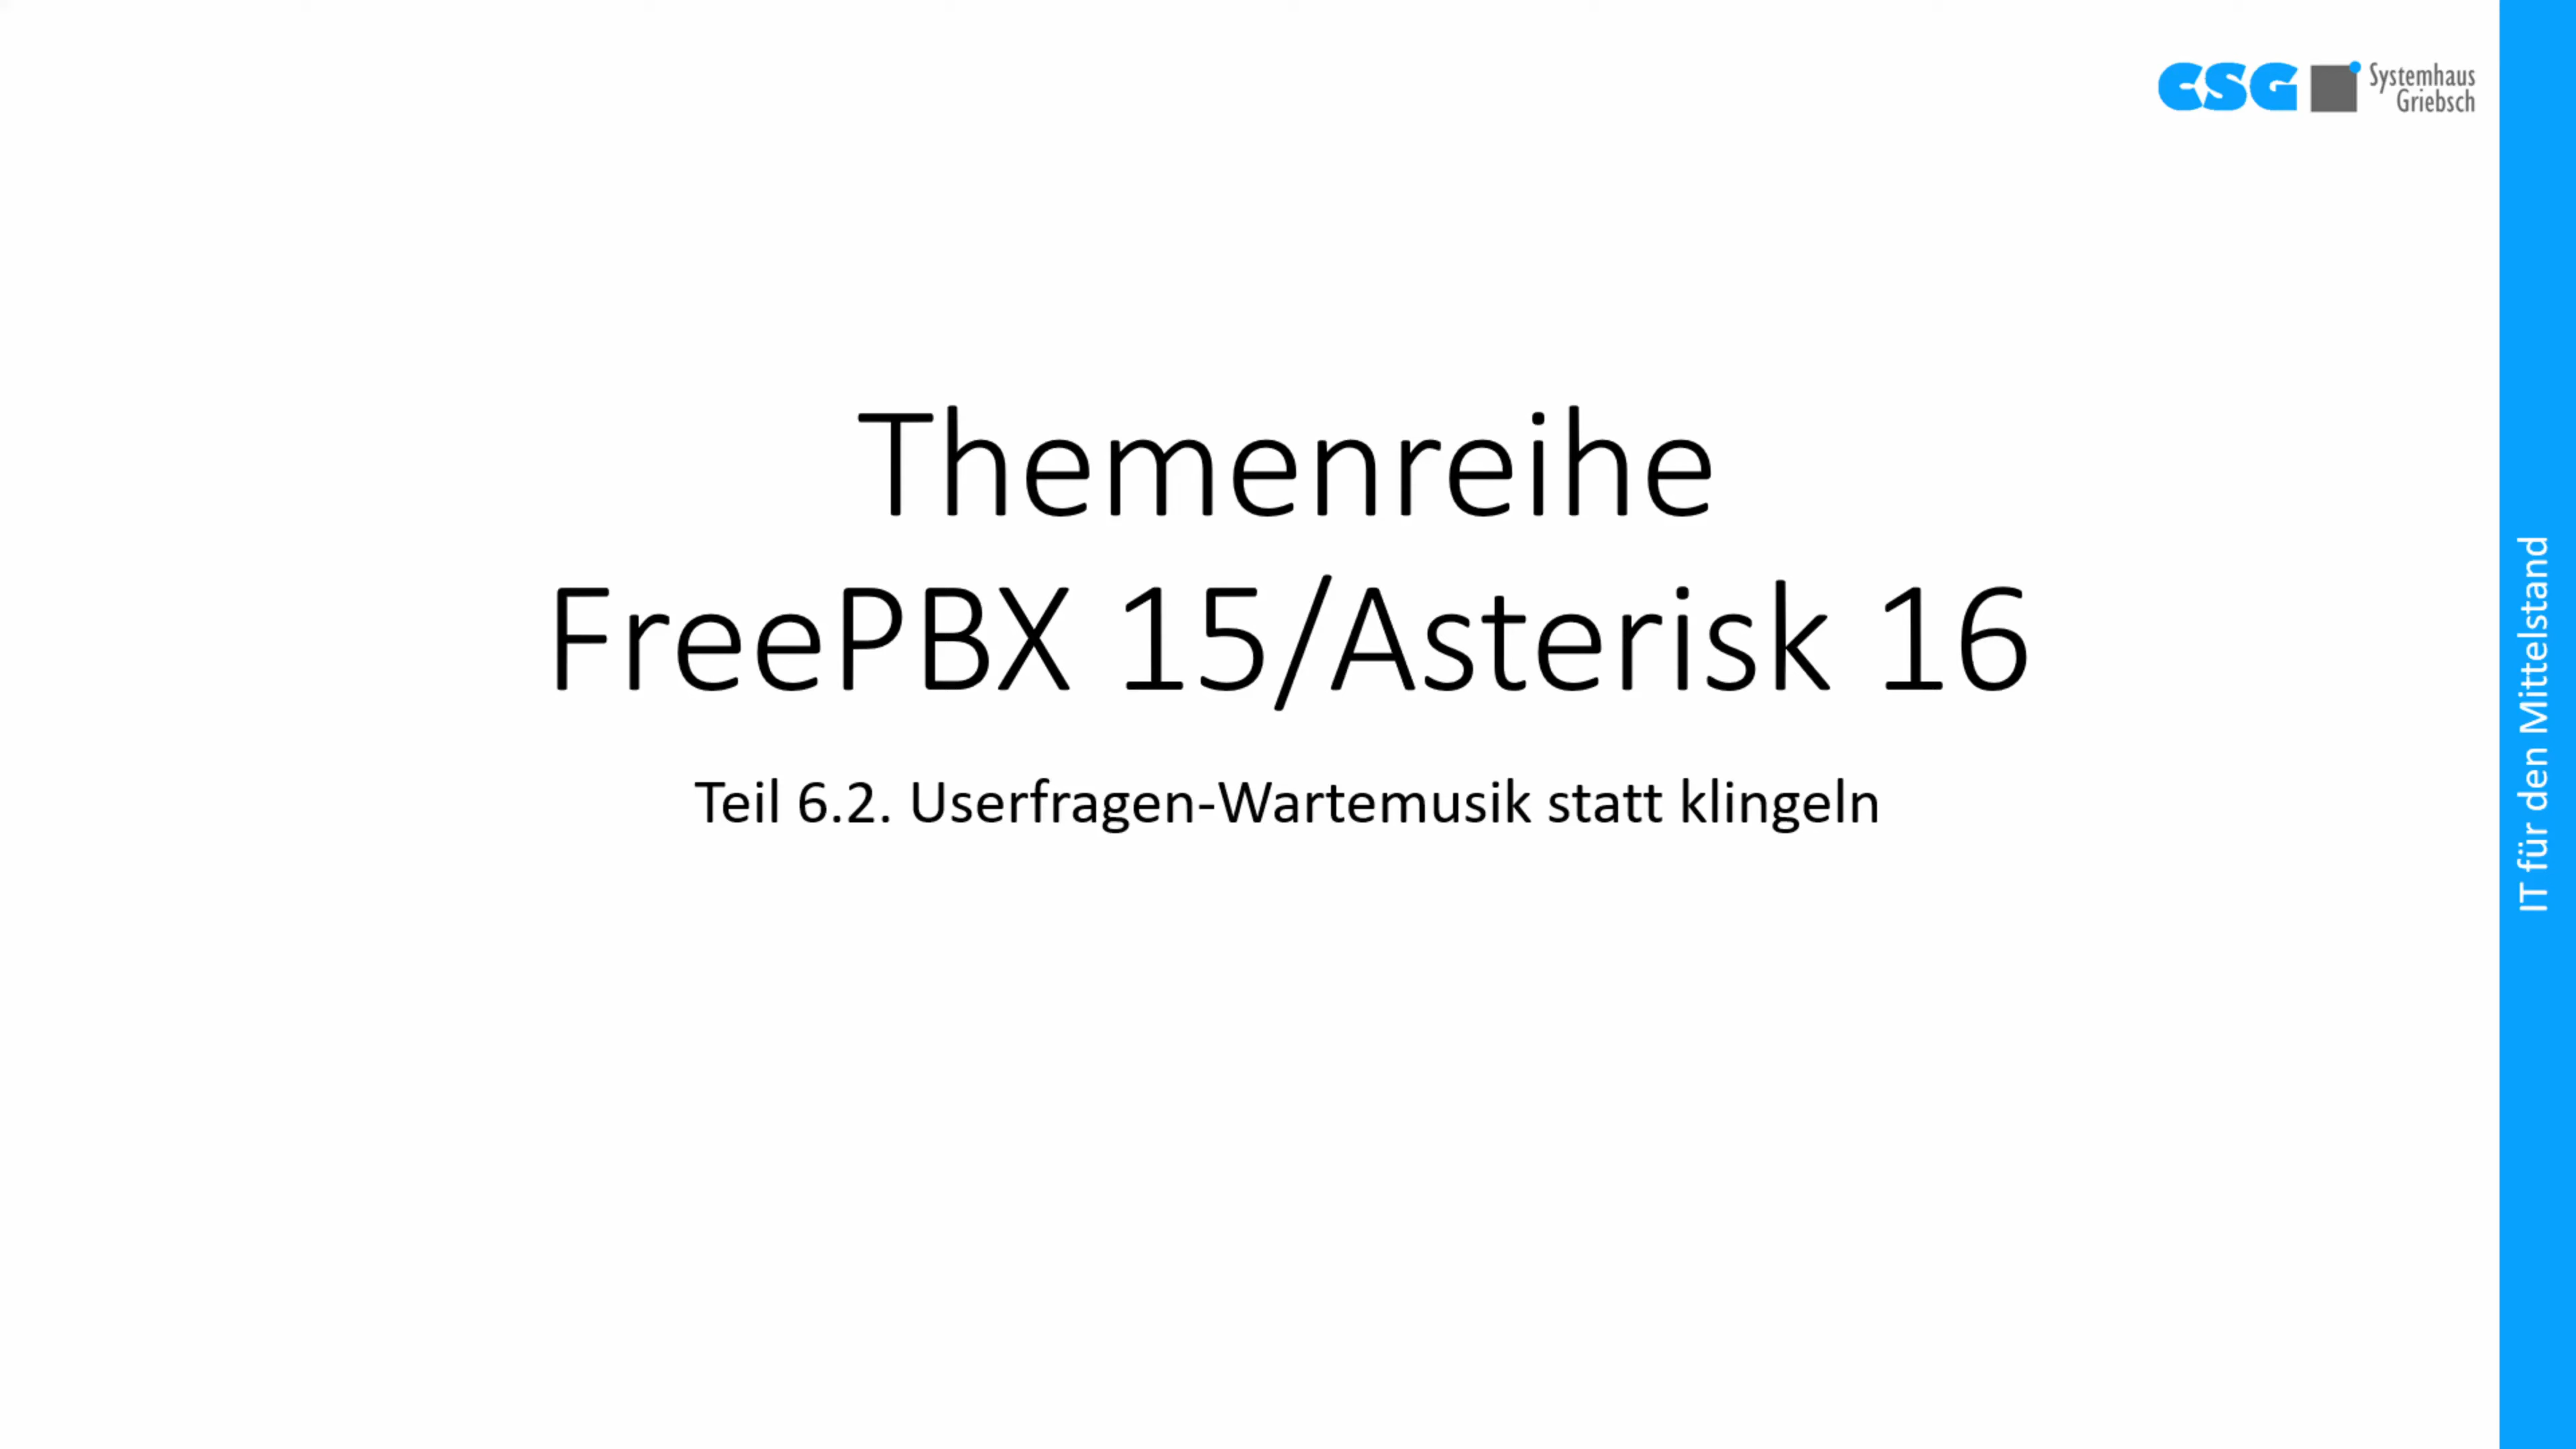 CSG Systemhaus
Griebsch
Themenreihe
FreePBX 15/Asterisk 16
Teil 6.2. Userfragen-Wartemusik statt klingeln
IT für den Mittelstand